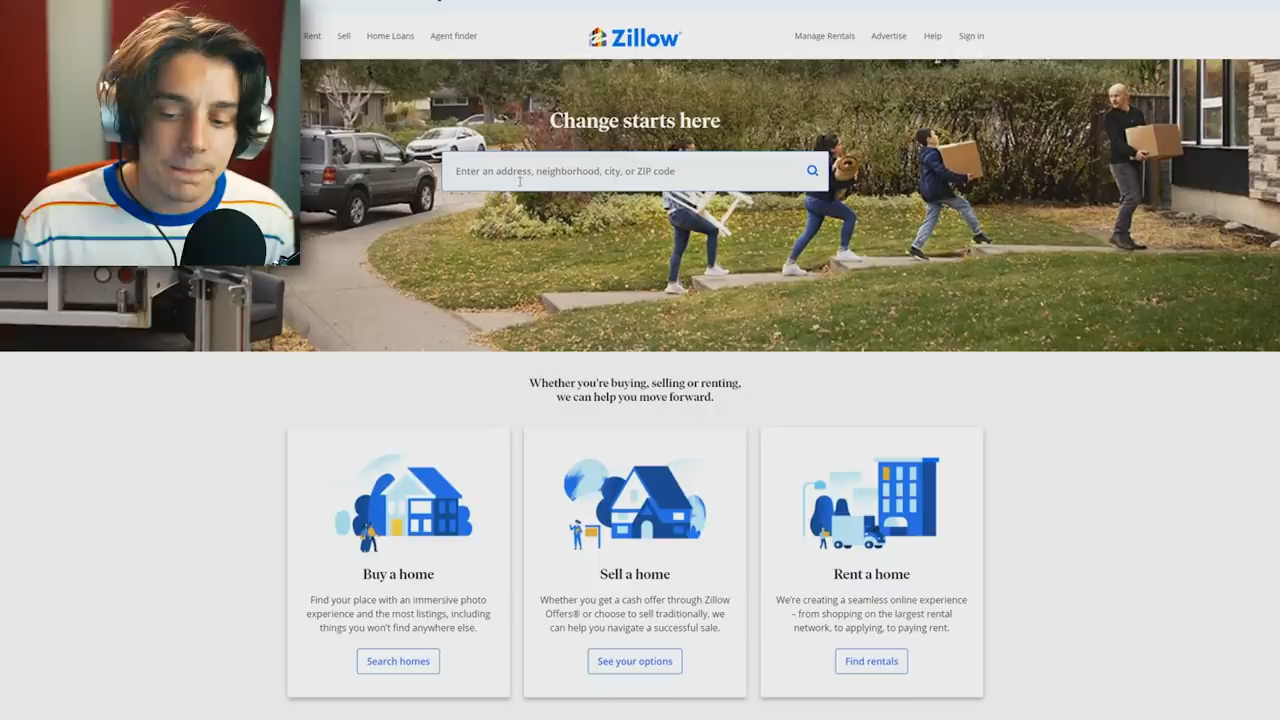 Rent Sell Home Loans Agent finder Zillow Manage Rentals Advertise Help Sign in
Change starts here
Enter an address, neighborhood, city, or ZIP code
Whether you're buying, selling or renting,
we can help you move forward.
Buy a home
Find your place with an immersive photo
experience and the most listings, including
things you won't find anywhere else.
Search homes
Sell a home
Whether you get a cash offer through Zillow
Offers® or choose to sell traditionally, we
can help you navigate a successful sale.
See your options
Rent a home
We're creating a seamless online experience
– from shopping on the largest rental
network, to applying, to paying rent.
Find rentals